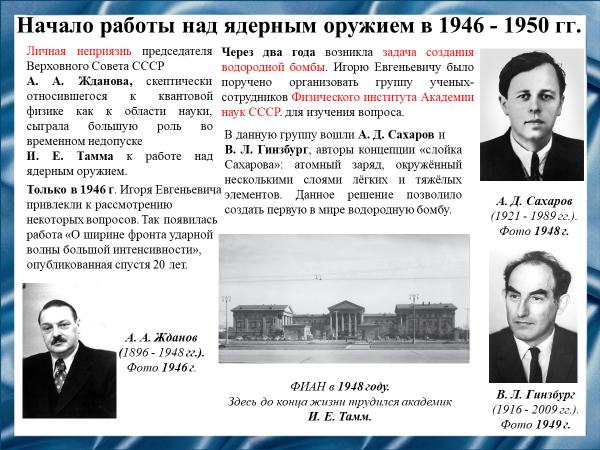 Начало работы над ядерным оружием в 1946 - 1950 гг.
Личная неприязнь председателя
Верховного Совета СССР
А. А. Жданова, скептически
относившегося к квантовой
физике как к области науки,
сыграла большую роль во
временном недопуске
И. Е. Тамма к работе над
ядерным оружием.
Только в 1946 г. Игоря Евгеньевича
привлекли к рассмотрению
некоторых вопросов. Так появилась
работа «О ширине фронта ударной
волны большой интенсивности»,
опубликованная спустя 20 лет.
Через два года возникла задача создания
водородной бомбы. Игорю Евгеньевичу было
поручено организовать группу ученых-
сотрудников Физического института Академии
наук СССР. для изучения вопроса.
В данную группу вошли А. Д. Сахаров и
В. Л. Гинзбург, авторы концепции «слойка
Сахарова»: атомный заряд, окружённый
несколькими слоями лёгких и тяжёлых
элементов. Данное решение позволило
создать первую в мире водородную бомбу.
А. Д. Сахаров
(1921 - 1989 гг.).
Фото 1948 г.
А. А. Жданов
(1896 - 1948 гг.).
Фото 1946 г.
ФИАН в 1948 году.
Здесь до конца жизни трудился академик
И. Е. Тамм.
В. Л. Гинзбург
(1916 - 2009 гг.).
Фото 1949 г.